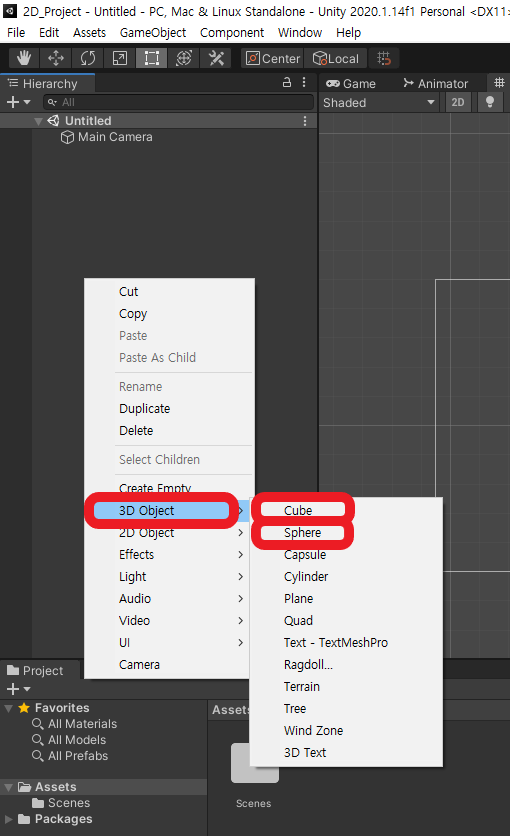 2D_Project - Untitled - PC, Mac & Linux Standalone - Unity 2020.1.14f1 Personal <DX11>
File Edit Assets GameObject Component Window Help
Center Local
Hierarchy
All
Untitled
Main Camera
Game Animator
Shaded 2D
Cut
Copy
Paste
Paste As Child
Rename
Duplicate
Delete
Select Children
Create Empty
3D Object
2D Object
Effects
Light
Audio
Video
UI
Camera
Cube
Sphere
Capsule
Cylinder
Plane
Quad
Text - TextMeshPro
Ragdoll...
Terrain
Tree
Wind Zone
3D Text
Project
Favorites
All Materials
All Models
All Prefabs
Assets
Scenes
Packages
Assets
Scenes